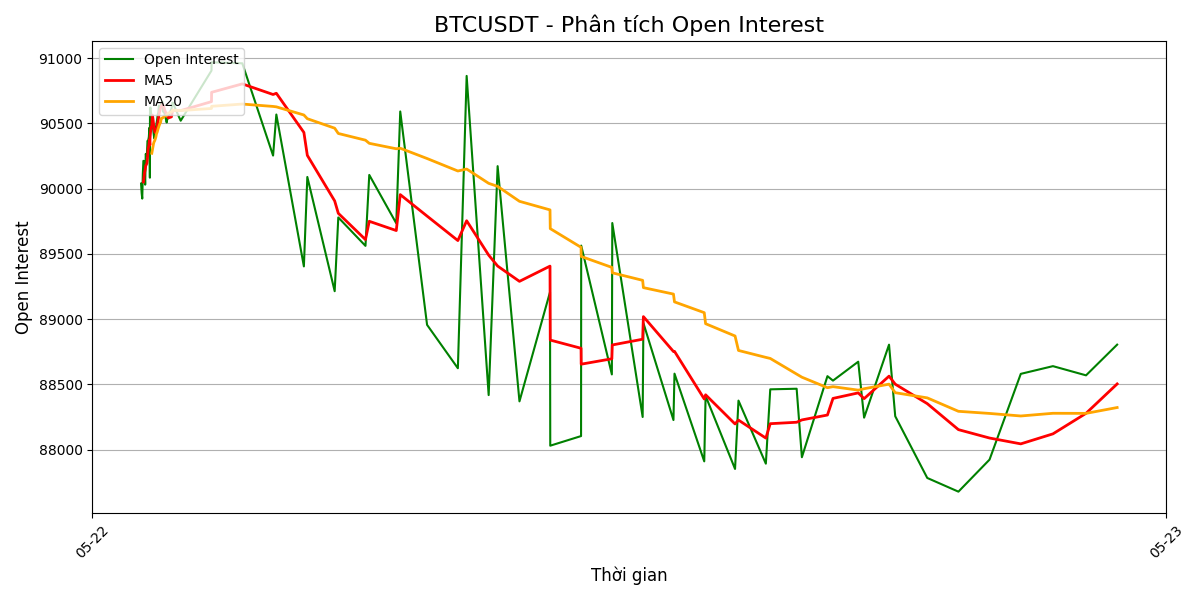 BTCUSDT - Phân tích Open Interest
Open Interest
MA5
MA20
91000
90500
90000
89500
89000
88500
88000
Open Interest
05-22
05-23
Thời gian